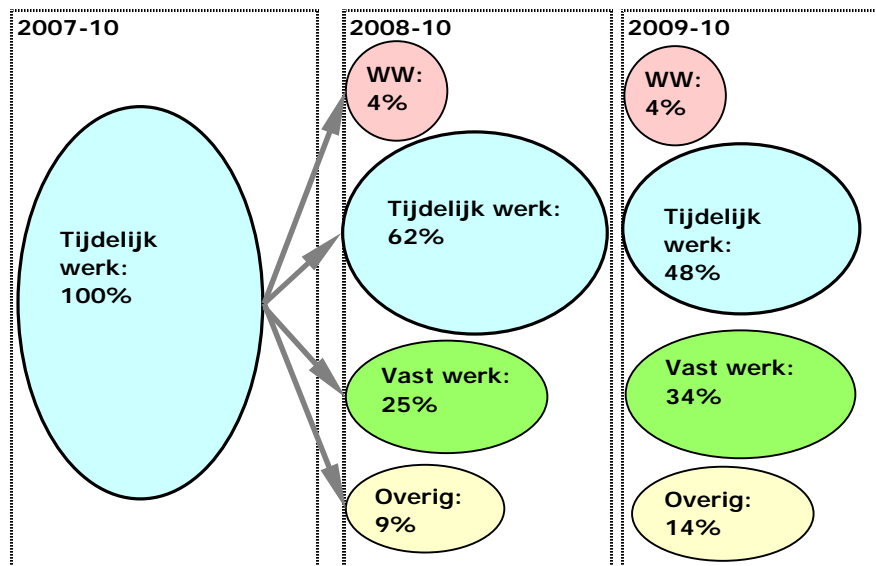 2007-10
Tijdelijk
werk:
100%
2008-10
WW:
4%
Tijdelijk werk:
62%
Vast werk:
25%
Overig:
9%
2009-10
WW:
4%
Tijdelijk
werk:
48%
Vast werk:
34%
Overig:
14%